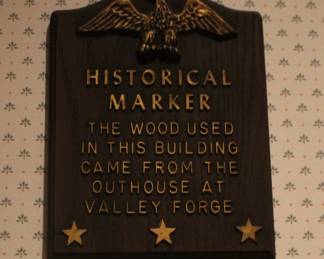 HISTORICAL
MARKER
THE WOOD USED
IN THIS BUILDING
CAME FROM THE
OUTHOUSE AT
VALLEY FORGE